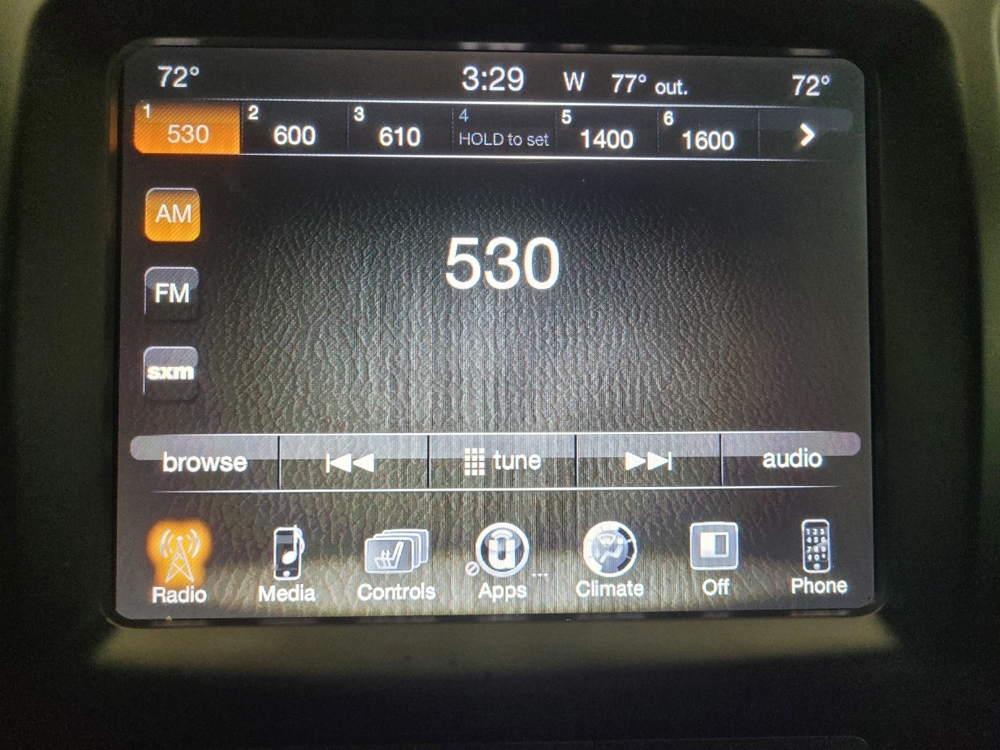 72° 3:29 W 77° out. 72°
1 530 2 600 3 610 4 HOLD to set 5 1400 6 1600
AM
530
FM
sxm
browse tune audio
Radio Media Controls Apps ... Climate Off Phone